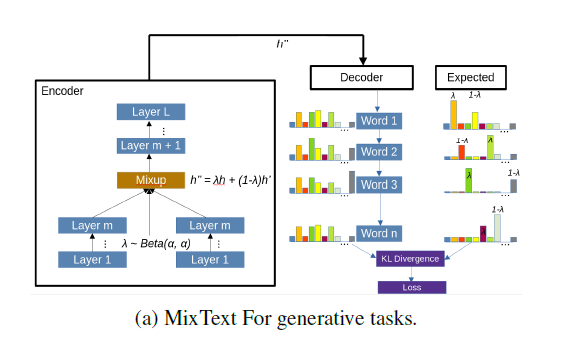 h"
Encoder
Layer L
⋮
Layer m + 1
⋮
Mixup h" = λh + (1-λ)h'
Layer m Layer m
⋮ λ ~ Beta(α, α) ⋮
Layer 1 Layer 1
Decoder
Word 1
...
Word 2
...
Word 3
...
Word n
...
KL Divergence
Loss
Expected
λ 1-λ
...
1-λ λ
...
λ 1-λ
...
1-λ
λ
...
(a) MixText For generative tasks.